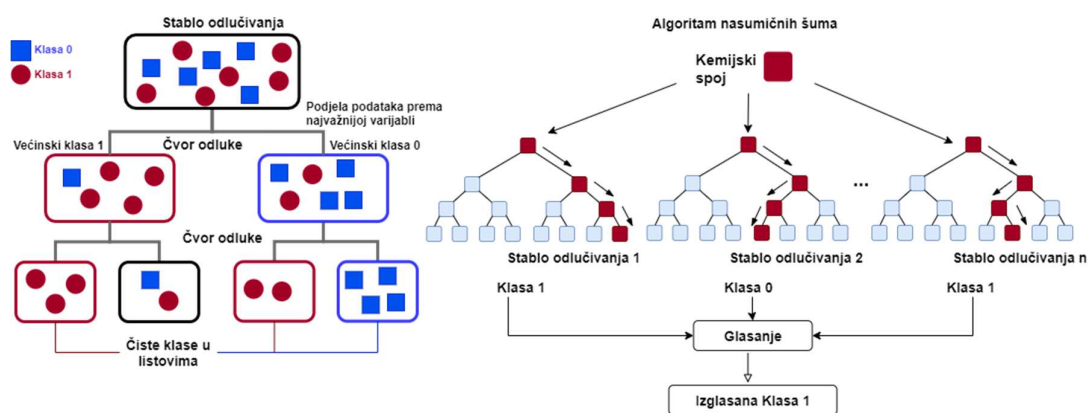 Stablo odlučivanja
Klasa 0
Klasa 1
Podjela podataka prema
najvažnijoj varijabli
Većinski klasa 1
Čvor odluke
Većinski klasa 0
Čvor odluke
Čiste klase u
listovima
Algoritam nasumičnih šuma
Kemijski
spoj
...
Stablo odlučivanja 1
Stablo odlučivanja 2
Stablo odlučivanja n
Klasa 1
Klasa 0
Klasa 1
Glasanje
Izglasana Klasa 1